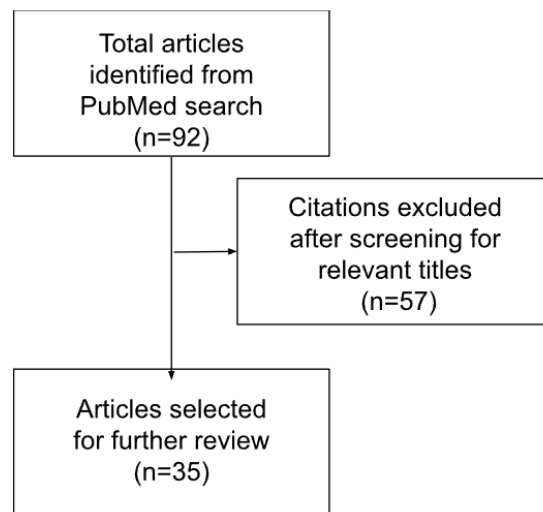 Total articles
identified from
PubMed search
(n=92)
Citations excluded
after screening for
relevant titles
(n=57)
Articles selected
for further review
(n=35)